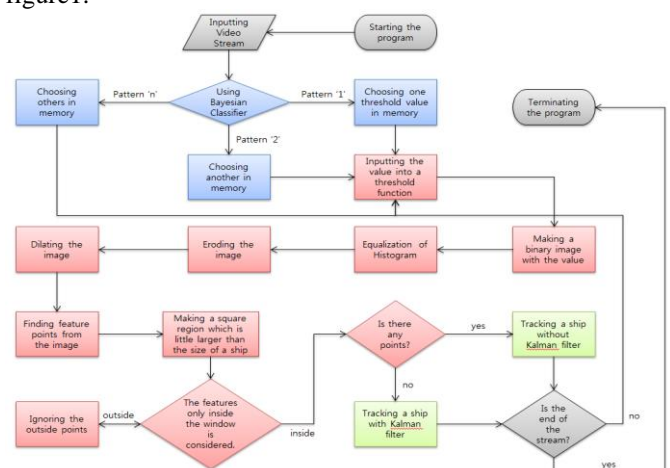 figure1.
Inputting
Video
Stream
Starting the
program
Choosing
others in
memory
Pattern 'n'
Using
Bayesian
Classifier
Pattern '1'
Choosing one
threshold value
in memory
Terminating
the program
Pattern '2'
Choosing
another in
memory
Inputting the
value into a
threshold
function
Dilating the
image
Eroding the
image
Equalization of
Histogram
Making a
binary image
with the value
Finding feature
points from
the image
Making a square
region which is
little larger than
the size of a ship
Is there
any
points?
yes
Tracking a ship
without
Kalman filter
no
Ignoring the
outside points
outside
The features
only inside
the window
is
considered.
inside
Tracking a ship
with Kalman
filter
Is the
end of
the
stream?
no
yes